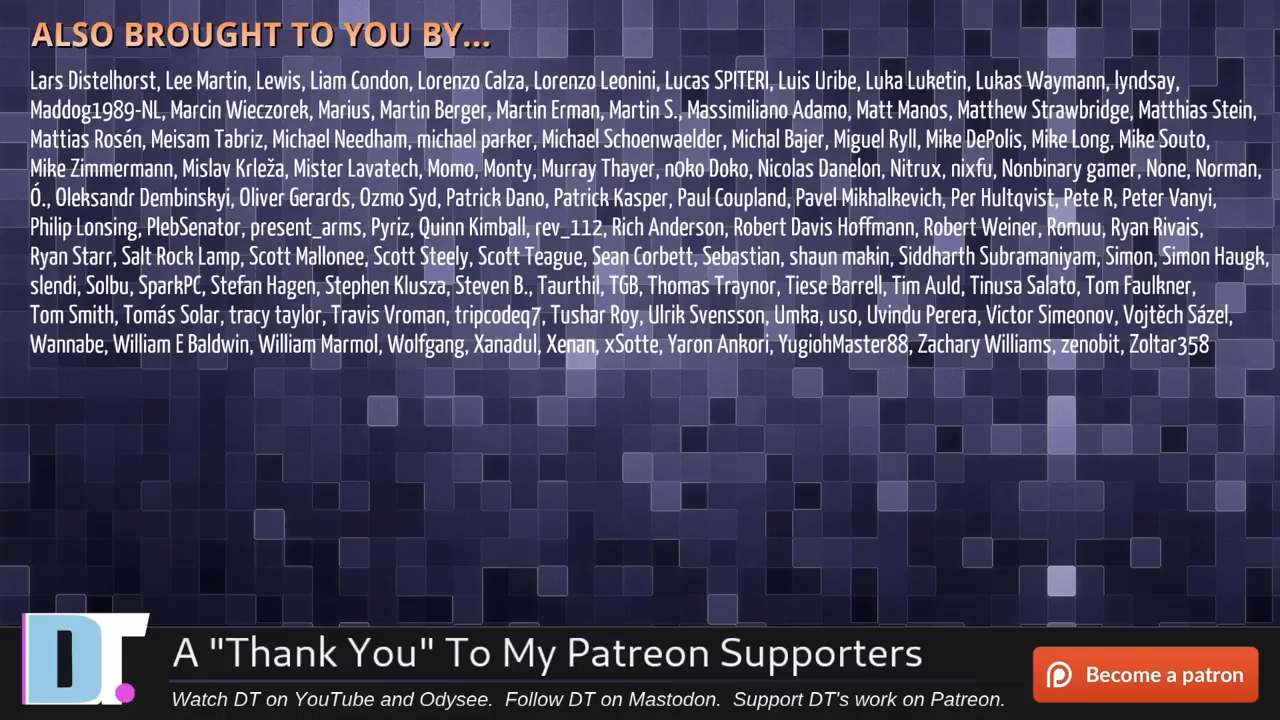 ALSO BROUGHT TO YOU BY...
Lars Distelhorst, Lee Martin, Lewis, Liam Condon, Lorenzo Calza, Lorenzo Leonini, Lucas SPITERI, Luis Uribe, Luka Luketin, Lukas Waymann, lyndsay,
Maddog1989-NL, Marcin Wieczorek, Marius, Martin Berger, Martin Erman, Martin S., Massimiliano Adamo, Matt Manos, Matthew Strawbridge, Matthias Stein,
Mattias Rosén, Meisam Tabriz, Michael Needham, michael parker, Michael Schoenwaelder, Michal Bajer, Miguel Ryll, Mike DePolis, Mike Long, Mike Souto,
Mike Zimmermann, Mislav Krleža, Mister Lavatech, Momo, Monty, Murray Thayer, n0ko Doko, Nicolas Danelon, Nitrux, nixfu, Nonbinary gamer, None, Norman,
Ó., Oleksandr Dembinskyi, Oliver Gerards, Ozmo Syd, Patrick Dano, Patrick Kasper, Paul Coupland, Pavel Mikhalkevich, Per Hultqvist, Pete R, Peter Vanyi,
Philip Lonsing, PlebSenator, present_arms, Pyriz, Quinn Kimball, rev_112, Rich Anderson, Robert Davis Hoffmann, Robert Weiner, Romuu, Ryan Rivais,
Ryan Starr, Salt Rock Lamp, Scott Mallonee, Scott Steely, Scott Teague, Sean Corbett, Sebastian, shaun makin, Siddharth Subramaniyam, Simon, Simon Haugk,
slendi, Solbu, SparkPC, Stefan Hagen, Stephen Klusza, Steven B., Taurthil, TGB, Thomas Traynor, Tiese Barrell, Tim Auld, Tinusa Salato, Tom Faulkner,
Tom Smith, Tomás Solar, tracy taylor, Travis Vroman, tripcodeq7, Tushar Roy, Ulrik Svensson, Umka, uso, Uvindu Perera, Victor Simeonov, Vojtěch Sázel,
Wannabe, William E Baldwin, William Marmol, Wolfgang, Xanadul, Xenan, xSotte, Yaron Ankori, YugiohMaster88, Zachary Williams, zenobit, Zoltar358
DT.
A "Thank You" To My Patreon Supporters
Watch DT on YouTube and Odysee. Follow DT on Mastodon. Support DT's work on Patreon.
Become a patron